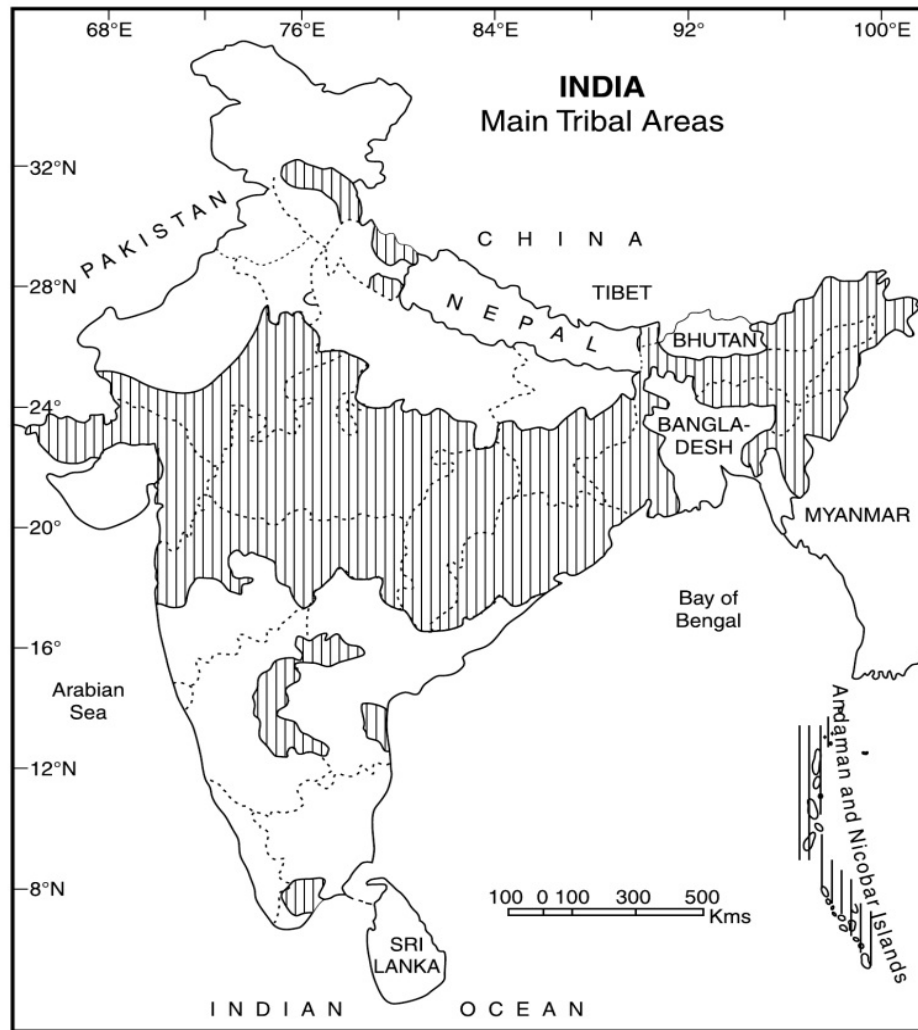 68°E 76°E 84°E 92° 100°E
INDIA
Main Tribal Areas
32°N
PAKISTAN
CHINA
28°N
NEPAL
TIBET
BHUTAN
24°
BANGLA-
DESH
20°
MYANMAR
Bay of
Bengal
16°
Arabian
Sea
Andaman and Nicobar Islands
12°N
8°N
100 0 100 300 500
Kms
SRI
LANKA
INDIAN OCEAN